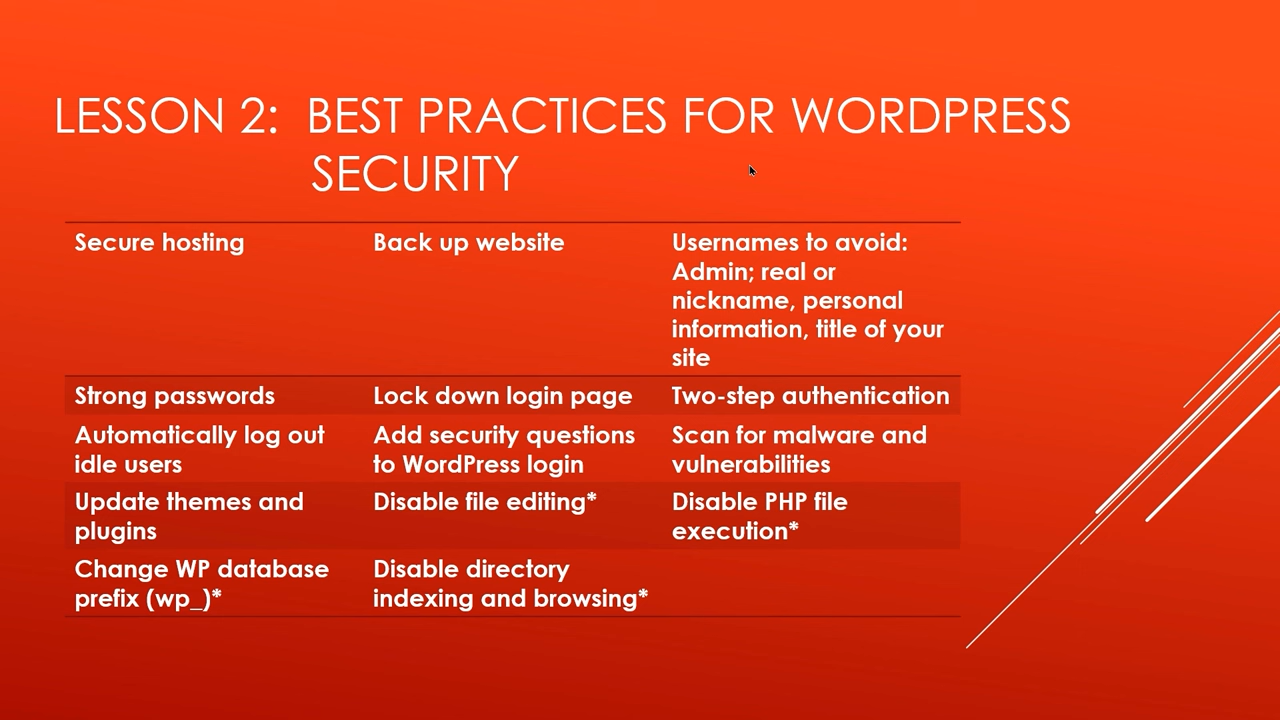 LESSON 2: BEST PRACTICES FOR WORDPRESS
SECURITY
Secure hosting
Back up website
Usernames to avoid:
Admin; real or
nickname, personal
information, title of your
site
Strong passwords
Lock down login page
Two-step authentication
Automatically log out
idle users
Add security questions
to WordPress login
Scan for malware and
vulnerabilities
Update themes and
plugins
Disable file editing*
Disable PHP file
execution*
Change WP database
prefix (wp_)*
Disable directory
indexing and browsing*